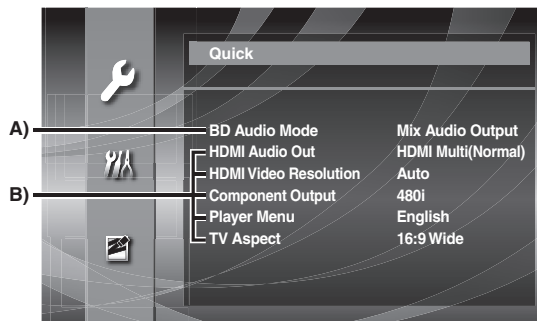 Quick
A)
BD Audio Mode Mix Audio Output
HDMI Audio Out HDMI Multi(Normal)
HDMI Video Resolution Auto
B)
Component Output 480i
Player Menu English
TV Aspect 16:9 Wide